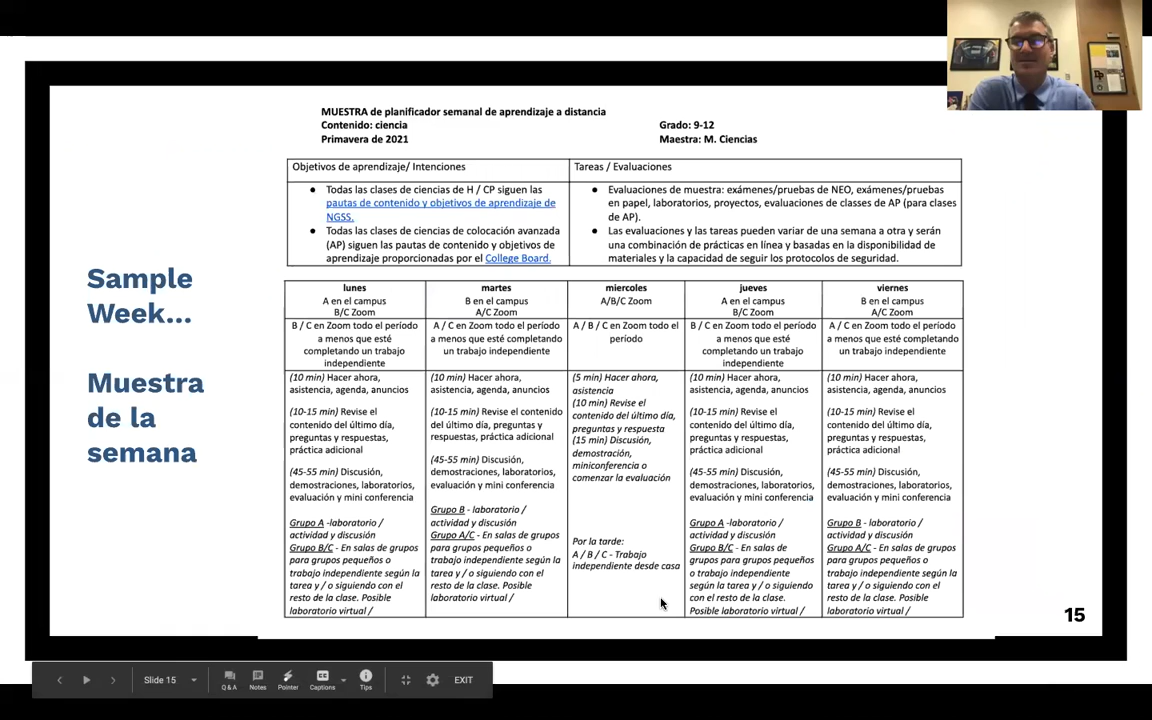 MUESTRA de planificador semanal de aprendizaje a distancia
Contenido: ciencia
Grado: 9-12
Primavera de 2021
Maestra: M. Ciencias
Objetivos de aprendizaje/ Intenciones
Tareas / Evaluaciones
● Todas las clases de ciencias de H / CP siguen las
pautas de contenido y objetivos de aprendizaje de
NGSS.
● Todas las clases de ciencias de colocación avanzada
(AP) siguen las pautas de contenido y objetivos de
aprendizaje proporcionadas por el College Board.
● Evaluaciones de muestra: exámenes/pruebas de NEO, exámenes/pruebas
en papel, laboratorios, proyectos, evaluaciones de classes de AP (para clases
de AP).
● Las evaluaciones y las tareas pueden variar de una semana a otra y serán
una combinación de prácticas en línea y basadas en la disponibilidad de
materiales y la capacidad de seguir los protocolos de seguridad.
Sample
Week...
Muestra
de la
semana
lunes
A en el campus
B/C Zoom
B / C en Zoom todo el período
a menos que esté
completando un trabajo
independiente
(10 min) Hacer ahora,
asistencia, agenda, anuncios
(10-15 min) Revise el
contenido del último día,
preguntas y respuestas,
práctica adicional
(45-55 min) Discusión,
demostraciones, laboratorios,
evaluación y mini conferencia
Grupo A -laboratorio /
actividad y discusión
Grupo B/C - En salas de grupos
para grupos pequeños o
trabajo independiente según la
tarea y / o siguiendo con el
resto de la clase. Posible
laboratorio virtual /
martes
B en el campus
A/C Zoom
A / C en Zoom todo el período
a menos que esté completando
un trabajo independiente
(10 min) Hacer ahora,
asistencia, agenda, anuncios
(10-15 min) Revise el contenido
del último día, preguntas y
respuestas, práctica adicional
(45-55 min) Discusión,
demostraciones, laboratorios,
evaluación y mini conferencia
Grupo B - laboratorio /
actividad y discusión
Grupo A/C - En salas de grupos
para grupos pequeños o
trabajo independiente según la
tarea y / o siguiendo con el
resto de la clase. Posible
laboratorio virtual /
miercoles
A/B/C Zoom
A / B / C en Zoom todo el
período
(5 min) Hacer ahora,
asistencia
(10 min) Revise el
contenido del último día,
preguntas y respuesta
(15 min) Discusión,
demostración,
miniconferencia o
comenzar la evaluación
Por la tarde:
A / B / C - Trabajo
independiente desde casa
jueves
A en el campus
B/C Zoom
B / C en Zoom todo el período
a menos que esté
completando un trabajo
independiente
(10 min) Hacer ahora,
asistencia, agenda, anuncios
(10-15 min) Revise el
contenido del último día,
preguntas y respuestas,
práctica adicional
(45-55 min) Discusión,
demostraciones, laboratorios,
evaluación y mini conferencia
Grupo A - laboratorio /
actividad y discusión
Grupo B/C - En salas de
grupos para grupos pequeños
o trabajo independiente según
la tarea y / o siguiendo
con el resto de la clase.
Posible laboratorio virtual /
viernes
B en el campus
A/C Zoom
A / C en Zoom todo el período
a menos que esté completando
un trabajo independiente
(10 min) Hacer ahora,
asistencia, agenda, anuncios
(10-15 min) Revise el
contenido del último día,
preguntas y respuestas,
práctica adicional
(45-55 min) Discusión,
demostraciones, laboratorios,
evaluación y mini conferencia
Grupo B - laboratorio /
actividad y discusión
Grupo A/C - En salas de grupos
para grupos pequeños o
trabajo independiente según la
tarea y / o siguiendo con el
resto de la clase. Posible
laboratorio virtual /
15
Slide 15
Q & A
Notes
Pointer
Captions
Tips
EXIT
CC
DP